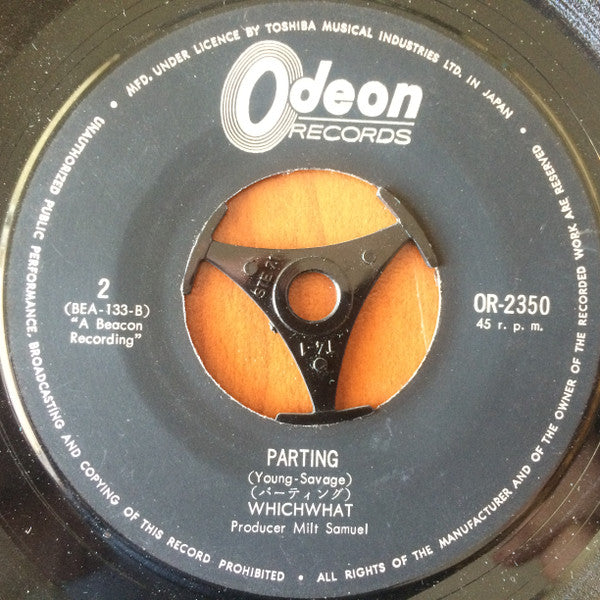 MFD. UNDER LICENCE BY TOSHIBA MUSICAL INDUSTRIES LTD. IN JAPAN •
Odeon
RECORDS
2
(BEA-133-B)
"A Beacon
Recording"
OR-2350
45 r. p. m.
PARTING
(Young-Savage)
(パーティング)
WHICHWHAT
Producer Milt Samuel
ALL RIGHTS OF THE MANUFACTURER AND OF THE OWNER OF THE RECORDED WORK ARE RESERVED
• UNAUTHORIZED PUBLIC PERFORMANCE, BROADCASTING AND COPYING OF THIS RECORD PROHIBITED •